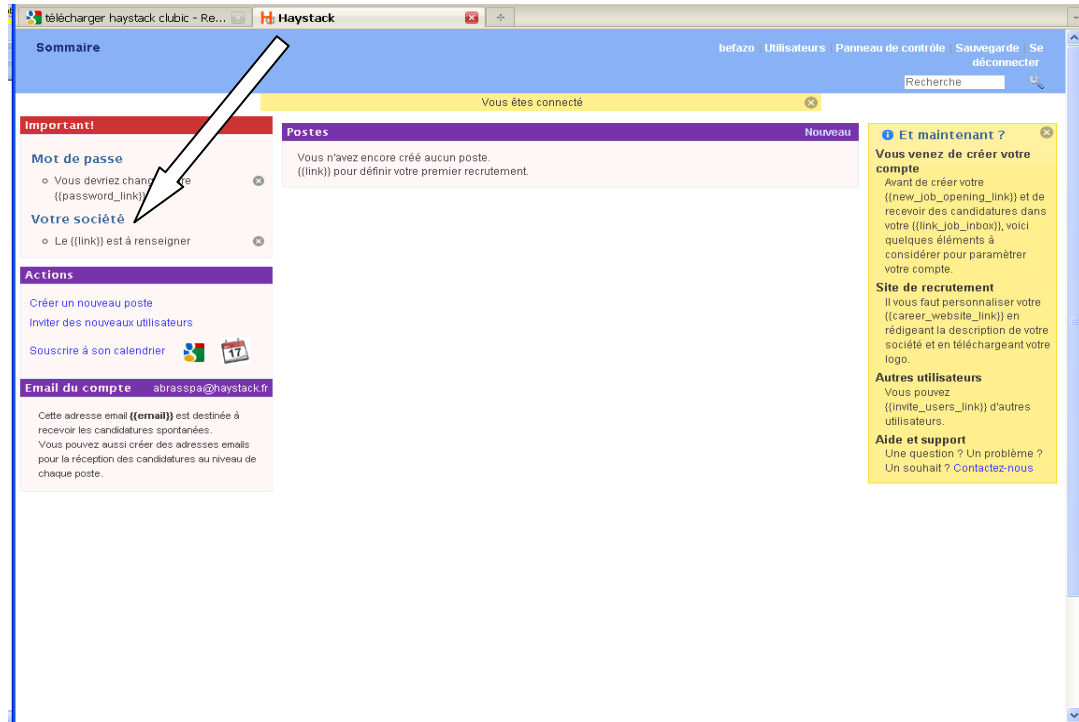 télécharger haystack clubic - Re...
Haystack
Sommaire
befazo | Utilisateurs | Panneau de contrôle | Sauvegarde | Se
déconnecter
Recherche
Vous êtes connecté
Important!
Mot de passe
Vous devriez
{{password_link}}
Votre société
Le {{link}} est à renseigner
Actions
Créer un nouveau poste
Inviter des nouveaux utilisateurs
Souscrire à son calendrier
17
Email du compte abrasspa@haystack.fr
Cette adresse email {{email}} est destinée à
recevoir les candidatures spontanées.
Vous pouvez aussi créer des adresses emails
pour la réception des candidatures au niveau de
chaque poste.
Postes Nouveau
Vous n'avez encore créé aucun poste.
{{link}} pour définir votre premier recrutement.
Et maintenant ?
Vous venez de créer votre
compte
Avant de créer votre
{{new_job_opening_link}} et de
recevoir des candidatures dans
votre {{link_job_inbox}}, voici
quelques éléments à
considérer pour paramètrer
votre compte.
Site de recrutement
Il vous faut personnaliser votre
{{career_website_link}} en
rédigeant la description de votre
société et en téléchargeant votre
logo.
Autres utilisateurs
Vous pouvez
{{invite_users_link}} d'autres
utilisateurs.
Aide et support
Une question ? Un problème ?
Un souhait ? Contactez-nous